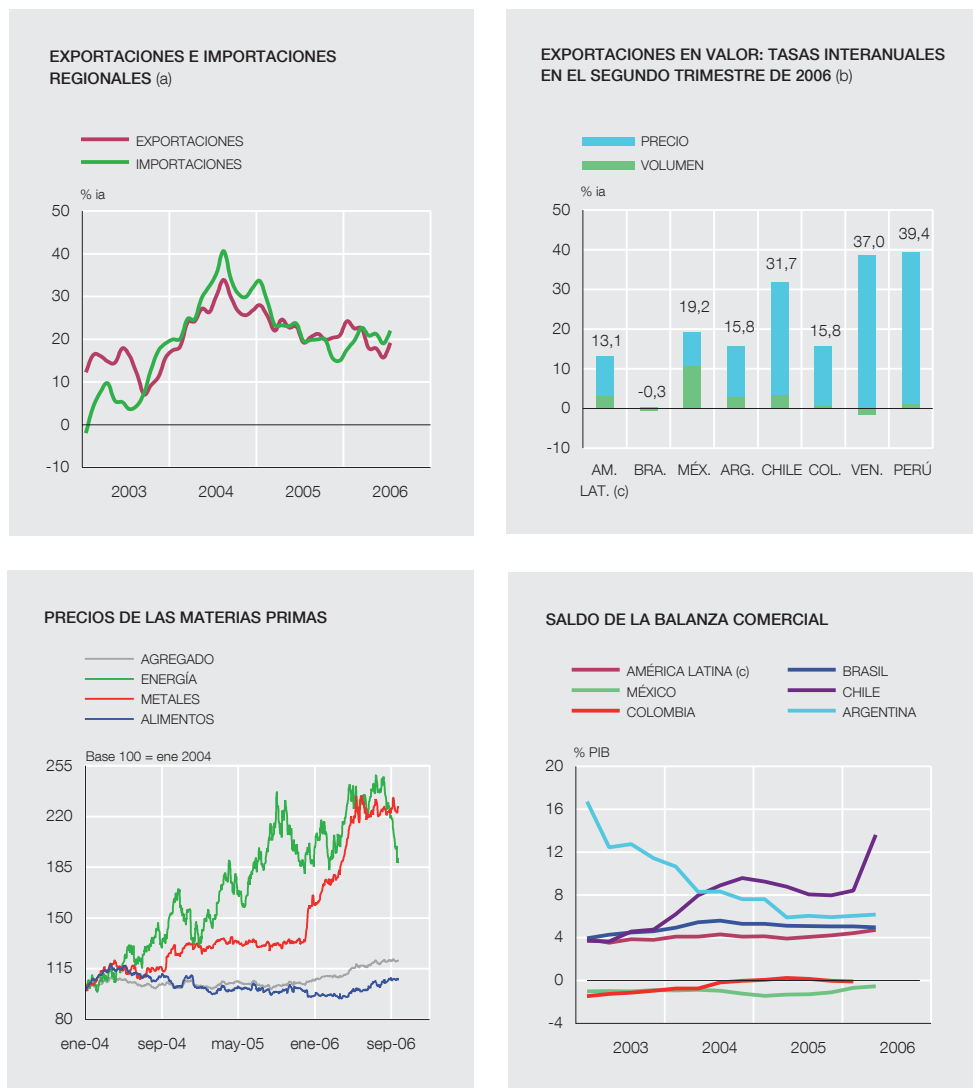 EXPORTACIONES E IMPORTACIONES
REGIONALES (a)
EXPORTACIONES
IMPORTACIONES
% ia
50
40
30
20
10
0
-10
2003 2004 2005 2006
EXPORTACIONES EN VALOR: TASAS INTERANUALES
EN EL SEGUNDO TRIMESTRE DE 2006 (b)
PRECIO
VOLUMEN
% ia
50
40
30
20
10
0
-10
13,1 -0,3 19,2 15,8 31,7 15,8 37,0 39,4
AM. BRA. MÉX. ARG. CHILE COL. VEN. PERÚ
LAT. (c)
PRECIOS DE LAS MATERIAS PRIMAS
AGREGADO
ENERGÍA
METALES
ALIMENTOS
Base 100 = ene 2004
255
220
185
150
115
80
ene-04 sep-04 may-05 ene-06 sep-06
SALDO DE LA BALANZA COMERCIAL
AMÉRICA LATINA (c) BRASIL
MÉXICO CHILE
COLOMBIA ARGENTINA
% PIB
20
16
12
8
4
0
-4
2003 2004 2005 2006